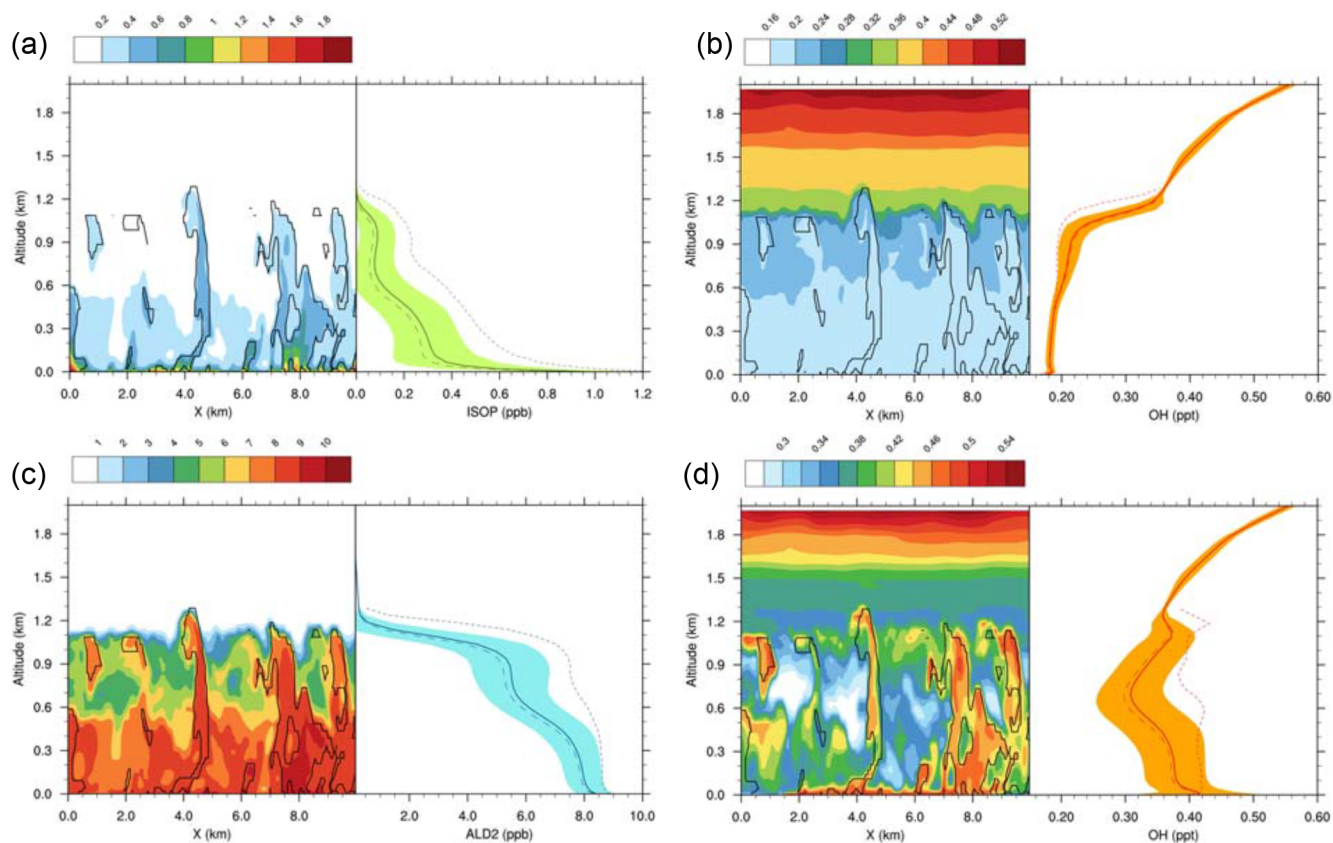 0.2 0.4 0.6 0.8 1 1.2 1.4 1.6 1.8
(a)
1.8
1.5
1.2
0.9
0.6
0.3
0.0
Altitude (km)
0.0 2.0 4.0 6.0 8.0 0.0 0.2 0.4 0.6 0.8 1.0 1.2
X (km) ISOP (ppb)
0.16 0.2 0.24 0.28 0.32 0.36 0.4 0.44 0.48 0.52
(b)
1.8
1.5
1.2
0.9
0.6
0.3
0.0
Altitude (km)
0.0 2.0 4.0 6.0 8.0 0.20 0.30 0.40 0.50 0.60
X (km) OH (ppt)
1 2 3 4 5 6 7 8 9 10
(c)
1.8
1.5
1.2
0.9
0.6
0.3
0.0
Altitude (km)
0.0 2.0 4.0 6.0 8.0 0.0 2.0 4.0 6.0 8.0 10.0
X (km) ALD2 (ppb)
0.3 0.34 0.38 0.42 0.46 0.5 0.54
(d)
1.8
1.5
1.2
0.9
0.6
0.3
0.0
Altitude (km)
0.0 2.0 4.0 6.0 8.0 0.20 0.30 0.40 0.50 0.60
X (km) OH (ppt)